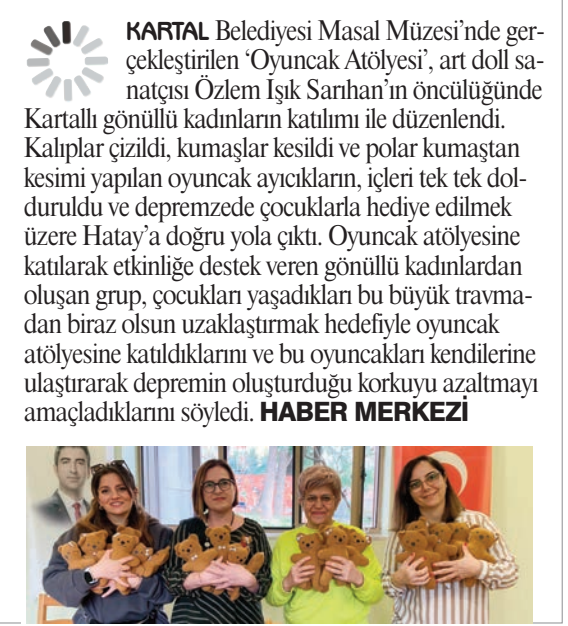 KARTAL Belediyesi Masal Müzesi’nde ger-
çekleştirilen ‘Oyuncak Atölyesi’, art doll sa-
natçısı Özlem Işık Sarıhan’ın öncülüğünde
Kartallı gönüllü kadınların katılımı ile düzenlendi.
Kalıplar çizildi, kumaşlar kesildi ve polar kumaştan
kesimi yapılan oyuncak ayıcıkların, içleri tek tek dol-
duruldu ve depremzede çocuklarla hediye edilmek
üzere Hatay’a doğru yola çıktı. Oyuncak atölyesine
katılarak etkinliğe destek veren gönüllü kadınlardan
oluşan grup, çocukları yaşadıkları bu büyük travma-
dan biraz olsun uzaklaştırmak hedefiyle oyuncak
atölyesine katıldıklarını ve bu oyuncakları kendilerine
ulaştırarak depremin oluşturduğu korkuyu azaltmayı
amaçladıklarını söyledi. HABER MERKEZİ